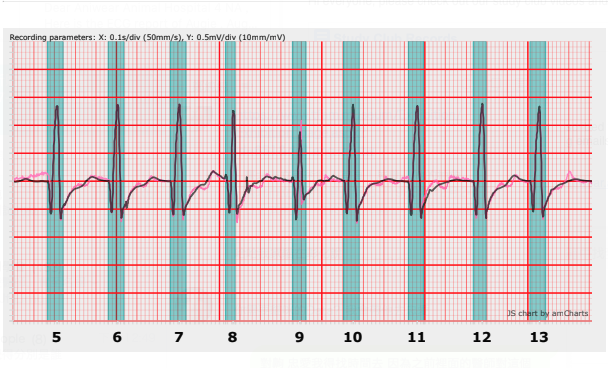 Recording parameters: X: 0.1s/div (50mm/s), Y: 0.5mV/div (10mm/mV)
JS chart by amCharts
5 6 7 8 9 10 11 12 13